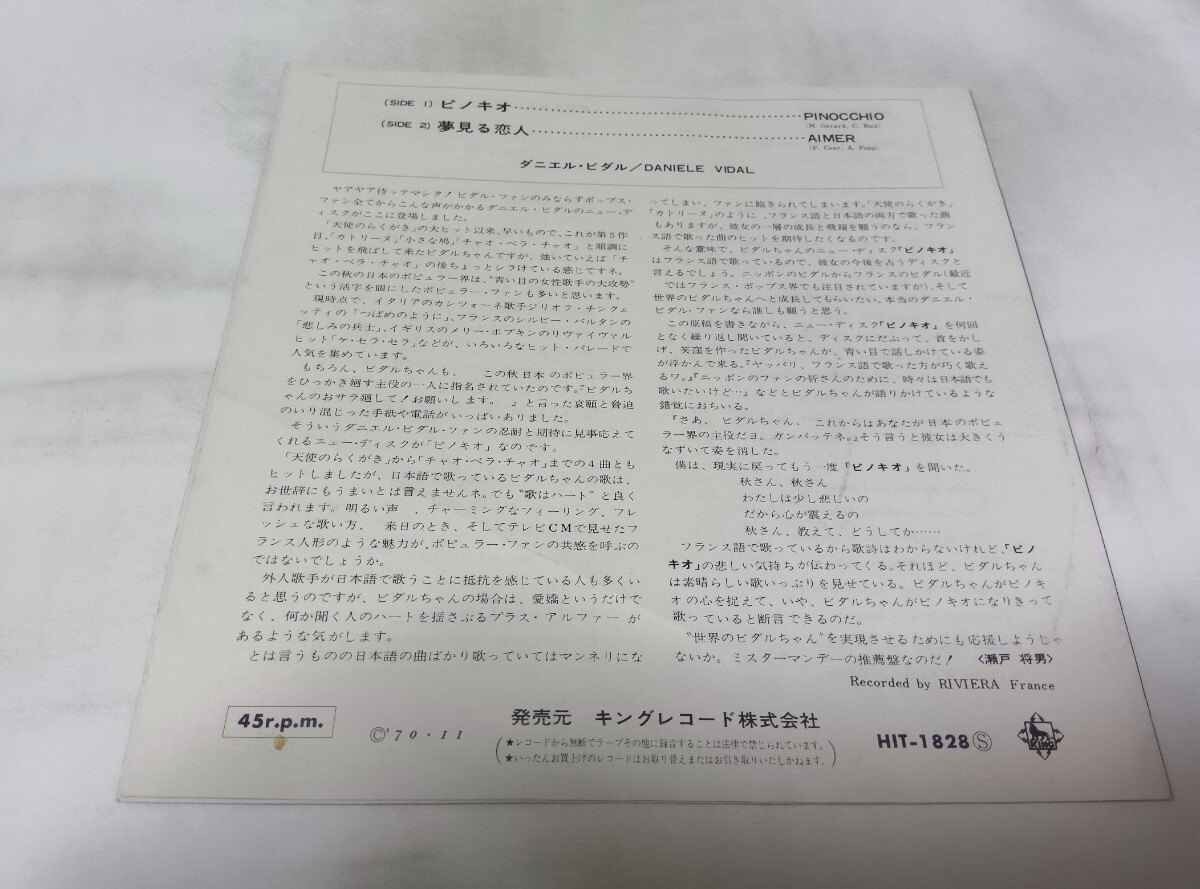 (SIDE 1) ピノキオ……………………………………PINOCCHIO
(M. Gerard, C. Baït)
(SIDE 2) 夢見る恋人……………………………………AIMER
ダニエル・ビダル／DANIELE VIDAL
ヤアヤア待ッテマシタ！ビダル・ファンのみならずポップス・
ファン全てからこんな声がかかるダニエル・ビダルのニュー・デ
ィスクがここに登場しました。
「天使のらくがき」の大ヒット以来、早いもので、これが第5作
目、「カトリーヌ」「小さな鳩」「チャオ・ベラ・チャオ」と順調に
ヒットを飛ばして来たビダルちゃんですが、強いていえば「チ
ャオ・ベラ・チャオ」の後ちょっとシラけている感じですネ。
この秋の日本のポピュラー界は、“青い目の女性歌手の大攻勢”
という活字を眼にしたポピュラー・ファンも多いと思います。
現時点で、イタリアのカンツォーネ歌手ジリオラ・チンクェ
ッティの「つばめのように」、フランスのシルビー・バルタンの
「悲しみの兵士」、イギリスのメリー・ホプキンのリヴァイヴァル
ヒット「ケ・セラ・セラ」などが、いろいろなヒット・パレードで
人気を集めています。
もちろん、ビダルちゃんも、 この秋日本のポピュラー界
をひっかき廻す主役の一人に指名されていたのです。『ビダルち
ゃんのおサラ廻して！お願いします。 』と言った哀願と脅迫
のいり混じった手紙や電話がいっぱいありました。
そういうダニエル・ビダル・ファンの忍耐と期待に見事応えて
くれるニュー・ディスクが「ピノキオ」なのです。
「天使のらくがき」から「チャオ・ベラ・チャオ」までの4曲とも
ヒットしましたが、日本語で歌っているビダルちゃんの歌は、
お世辞にもうまいとは言えませんネ。でも“歌はハート”と良く
言われます。明るい声 、チャーミングなフィーリング、フレ
ッシュな歌い方、 来日のとき、そしてテレビCMで見せたフ
ランス人形のような魅力が、ポピュラー・ファンの共感を呼ぶの
ではないでしょうか。
外人歌手が日本語で歌うことに抵抗を感じている人も多くい
ると思うのですが、ビダルちゃんの場合は、愛嬌というだけで
なく、何か聞く人のハートを揺さぶるプラス・アルファーが
あるような気がします。
とは言うものの日本語の曲ばかり歌っていてはマンネリにな
ってしまい、ファンに飽きられてしまいます。「天使のらくがき」
「カトリーヌ」のように 、フランス語と日本語の両方で歌った曲
もありますが、彼女の一層の成長と飛躍を願うのなら、フラン
ス語で歌った曲のヒットを期待したくなるのです。
そんな意味で、ビダルちゃんのニュー・ディスク「ピノキオ」
はフランス語で歌っているので、彼女の今後を占うディスクと
言えるでしょう。ニッポンのビダルからフランスのビダル（最近
ではフランス・ポップス界でも注目されていますが）、そして
世界のビダルちゃんへと成長してもらいたい。本当のダニエル・
ビダル・ファンなら誰しも願うと思う。
この原稿を書きながら、ニュー・ディスク『ピノキオ』を何回
となく繰り返し聞いていると、ディスクにだぶって、首をかし
げ、笑窪を作ったビダルちゃんが、青い目で話しかけている姿
が浮かんで来る。『ヤッパリ、フランス語で歌った方が巧く歌え
るワ。』『ニッポンのファンの皆さんのために、時々は日本語でも
歌いたいけど…』などとビダルちゃんが語りかけているような
錯覚におちいる。
『さあ、ビダルちゃん、 これからはあなたが日本のポピュ
ラー界の主役だヨ。ガンバッテネ。』そう言うと彼女は大きくう
なずいて姿を消した。
僕は、現実に戻ってもう一度「ピノキオ」を聞いた。
秋さん、秋さん
わたしは少し悲しいの
だから心が震えるの
秋さん、教えて、どうしてか……
フランス語で歌っているから歌詩はわからないけれど、「ピノ
キオ」の悲しい気持ちが伝わってくる。それほど、ビダルちゃん
は素晴らしい歌いっぷりを見せている。ビダルちゃんがピノキ
オの心を捉えて、いや、ビダルちゃんがピノキオになりきって
歌っていると断言できるのだ。
“世界のビダルちゃん”を実現させるためにも応援しようじゃ
ないか。ミスターマンデーの推薦盤なのだ！ 〈瀬戸 将男〉
Recorded by RIVIERA France
45r.p.m.
Ⓒ'70・11
発売元 キングレコード株式会社
★レコードから無断でテープその他に録音することは法律で禁じられています。
★いったんお買上げのレコードはお取り替えまたはお引き取りいたしかねます。
HIT-1828Ⓢ
KING